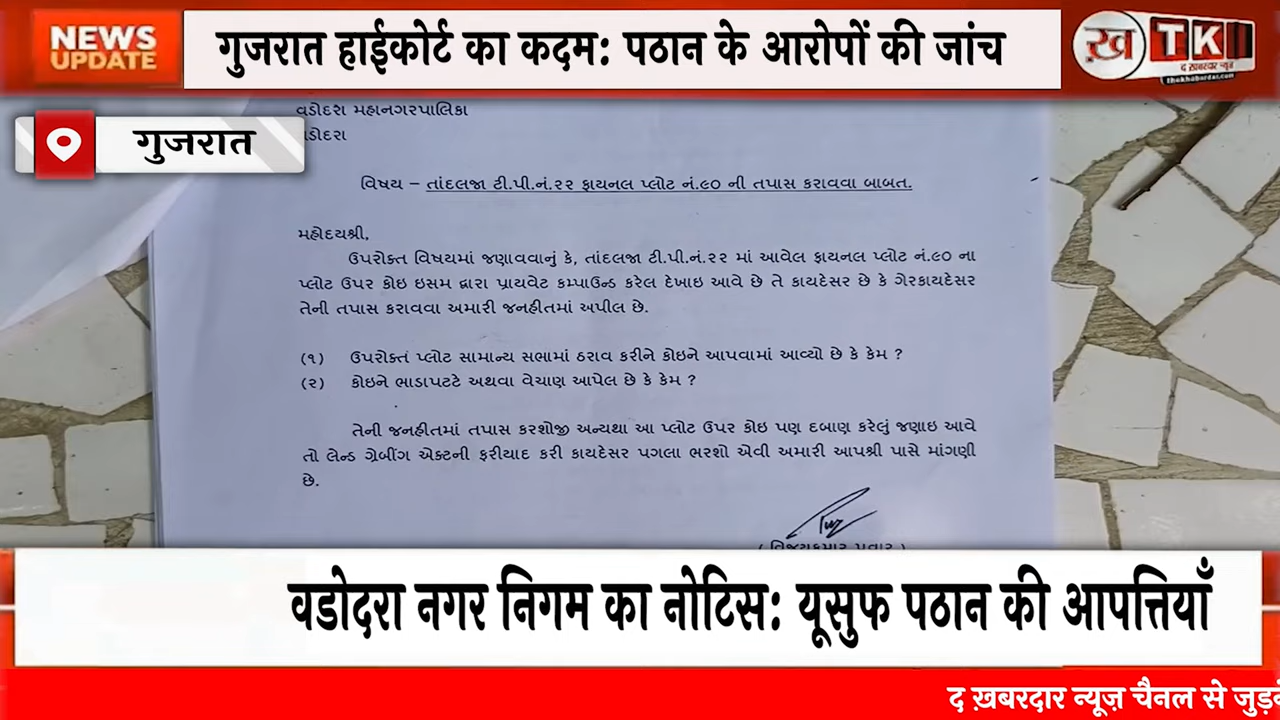 NEWS
UPDATE
गुजरात हाईकोर्ट का कदम: पठान के आरोपों की जांच
ख़ TK
द ख़बरदार न्यूज़
thekhabardar.com
गुजरात
વડોદરા મહાનગરપાલિકા
વિષય – તાંદલજા ટી.પી.નં.૨૨ ફાયનલ પ્લોટ નં.૯૦ ની તપાસ કરાવવા બાબત.
મહોદયશ્રી,
ઉપરોક્ત વિષયમાં જણાવવાનું કે, તાંદલજા ટી.પી.નં.૨૨ માં આવેલ ફાયનલ પ્લોટ નં.૯૦ ના
પ્લોટ ઉપર કોઇ ઇસમ દ્વારા પ્રાયવેટ કમ્પાઉન્ડ કરેલ દેખાઇ આવે છે તે કાયદેસર છે કે ગેરકાયદેસર
તેની તપાસ કરાવવા અમારી જનહીતમાં અપીલ છે.
(૧) ઉપરોક્તં પ્લોટ સામાન્ય સભામાં ઠરાવ કરીને કોઇને આપવામાં આવ્યો છે કે કેમ ?
(૨) કોઇને ભાડાપટટે અથવા વેચાણ આપેલ છે કે કેમ ?
તેની જનહીતમાં તપાસ કરશોજી અન્યથા આ પ્લોટ ઉપર કોઇ પણ દબાણ કરેલું જણાઇ આવે
તો લેન્ડ ગ્રેબીંગ એક્ટની ફરીયાદ કરી કાયદેસર પગલા ભરશો એવી અમારી આપશ્રી પાસે માંગણી
છે.
(વિજયકુમાર પવાર)
वडोदरा नगर निगम का नोटिस: यूसुफ पठान की आपत्तियाँ
द ख़बरदार न्यूज़ चैनल से